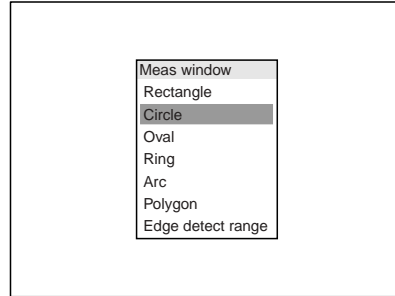 Meas window
Rectangle
Circle
Oval
Ring
Arc
Polygon
Edge detect range